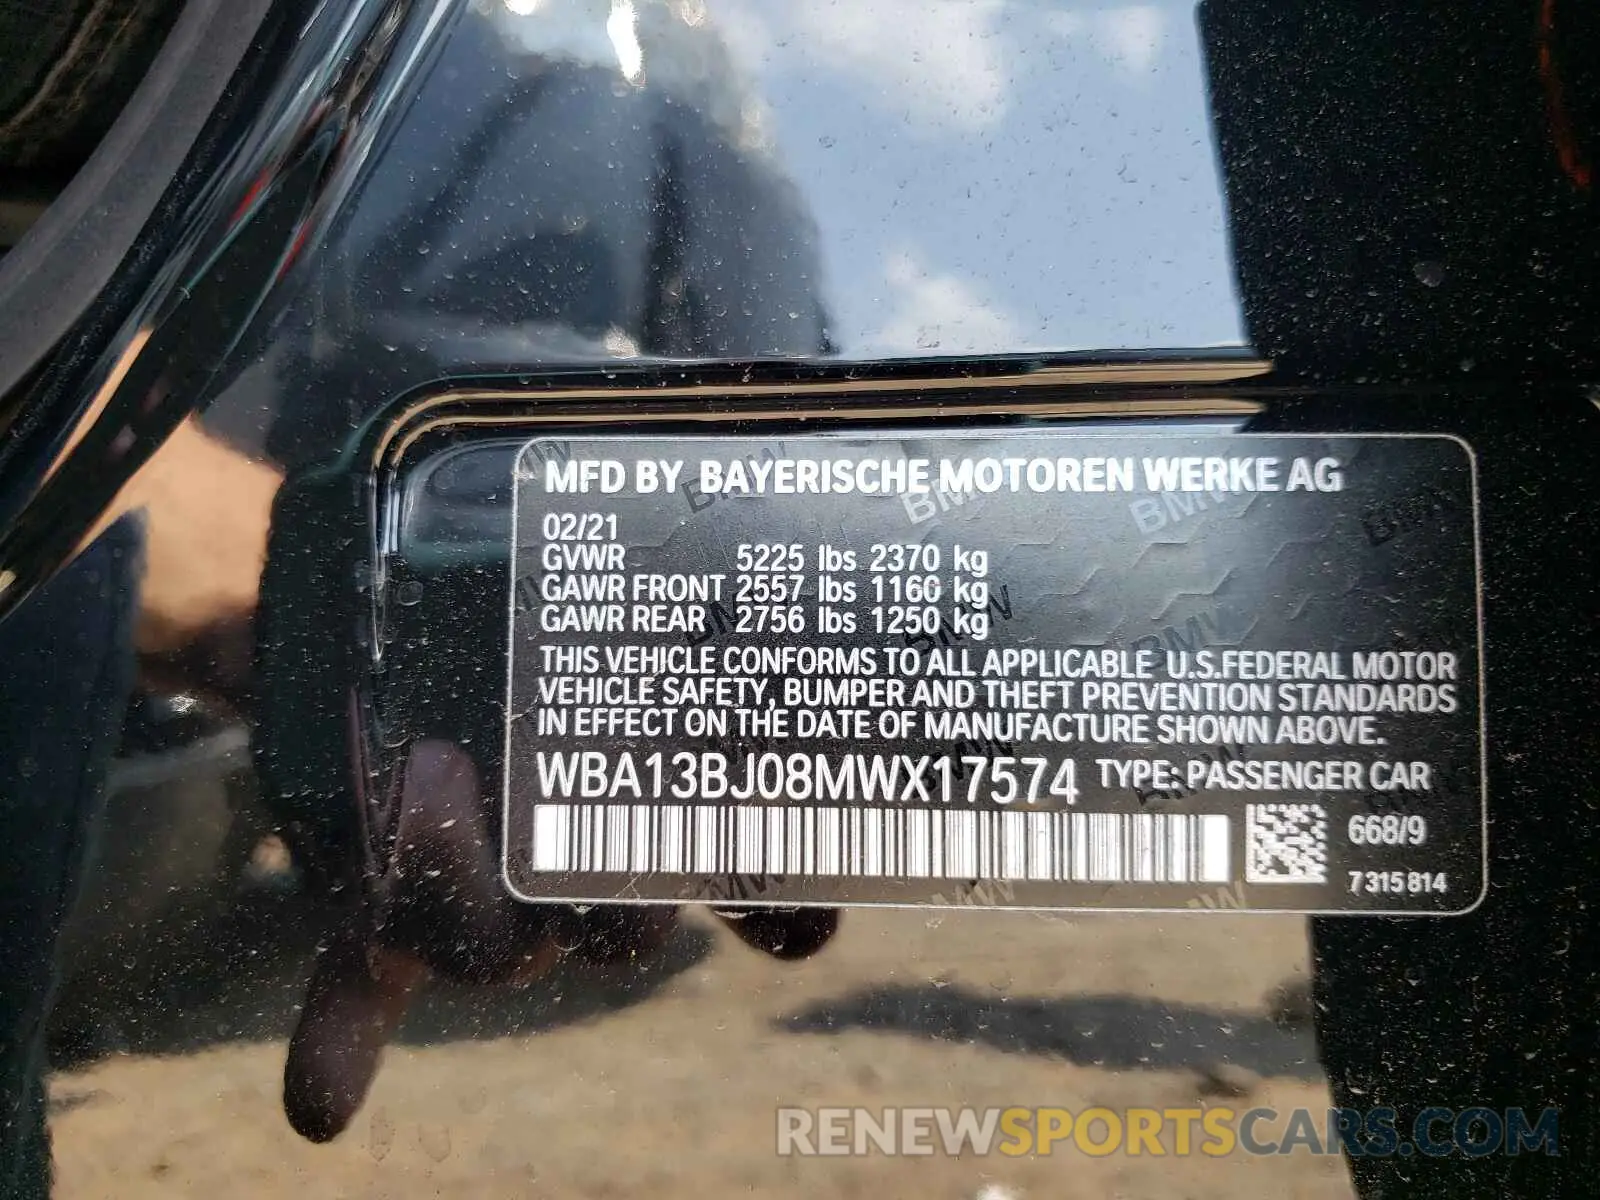 MFD BY BAYERISCHE MOTOREN WERKE AG
02/21
GVWR 5225 lbs 2370 kg
GAWR FRONT 2557 lbs 1160 kg
GAWR REAR 2756 lbs 1250 kg
THIS VEHICLE CONFORMS TO ALL APPLICABLE U.S.FEDERAL MOTOR
VEHICLE SAFETY, BUMPER AND THEFT PREVENTION STANDARDS
IN EFFECT ON THE DATE OF MANUFACTURE SHOWN ABOVE.
WBA13BJ08MWX17574 TYPE: PASSENGER CAR
668/9
7315814
RENEWSPORTSCARS.COM